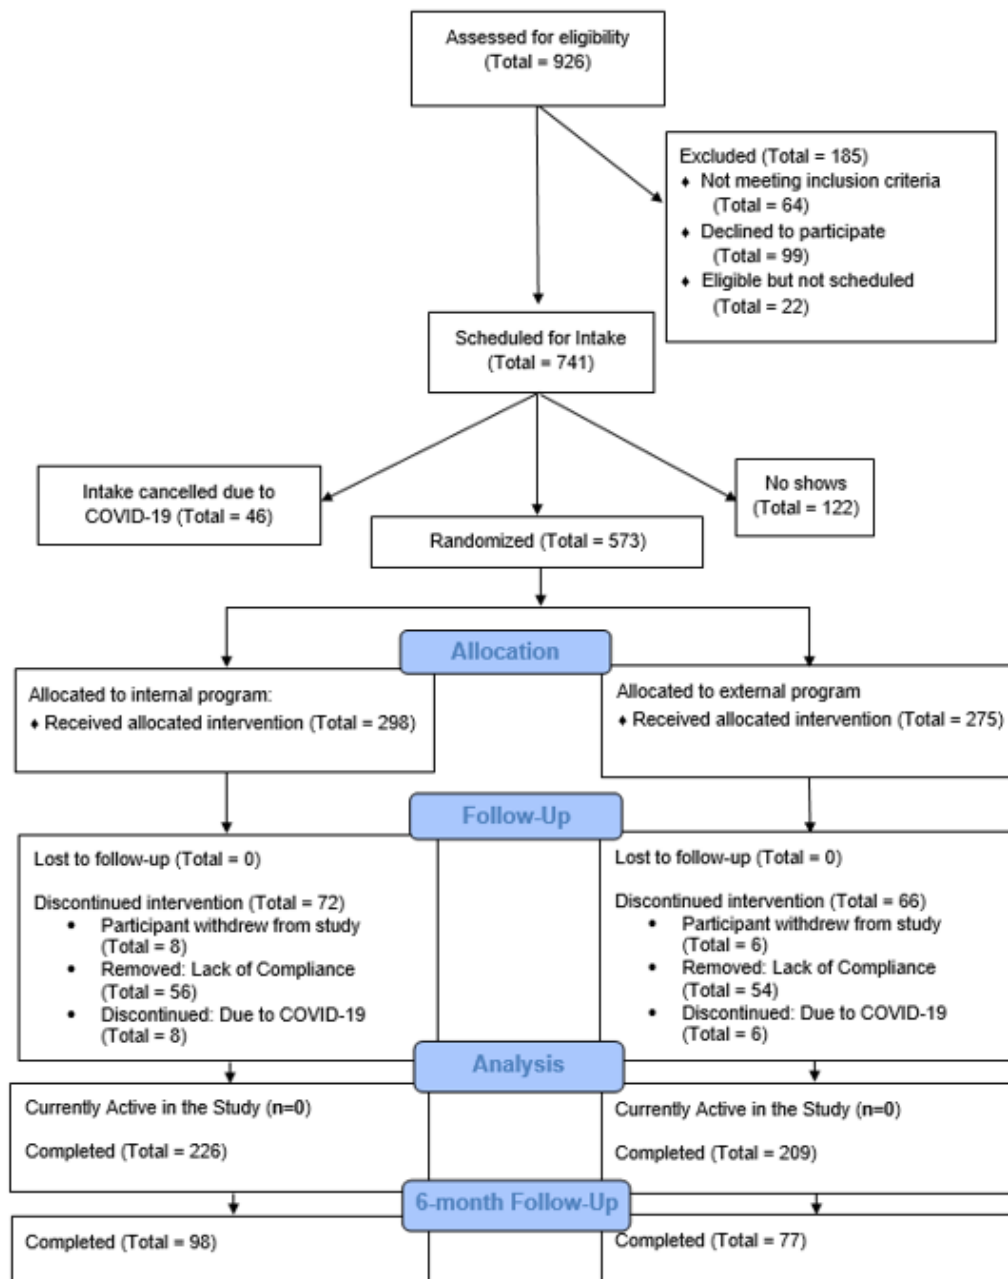 Assessed for eligibility
(Total = 926)
Excluded (Total = 185)
♦ Not meeting inclusion criteria
(Total = 64)
♦ Declined to participate
(Total = 99)
♦ Eligible but not scheduled
(Total = 22)
Scheduled for Intake
(Total = 741)
Intake cancelled due to
COVID-19 (Total = 46)
No shows
(Total = 122)
Randomized (Total = 573)
Allocation
Allocated to internal program:
♦ Received allocated intervention (Total = 298)
Allocated to external program
♦ Received allocated intervention (Total = 275)
Follow-Up
Lost to follow-up (Total = 0)
Discontinued intervention (Total = 72)
• Participant withdrew from study
(Total = 8)
• Removed: Lack of Compliance
(Total = 56)
• Discontinued: Due to COVID-19
(Total = 8)
Lost to follow-up (Total = 0)
Discontinued intervention (Total = 66)
• Participant withdrew from study
(Total = 6)
• Removed: Lack of Compliance
(Total = 54)
• Discontinued: Due to COVID-19
(Total = 6)
Analysis
Currently Active in the Study (n=0)
Completed (Total = 226)
Currently Active in the Study (n=0)
Completed (Total = 209)
6-month Follow-Up
Completed (Total = 98)
Completed (Total = 77)